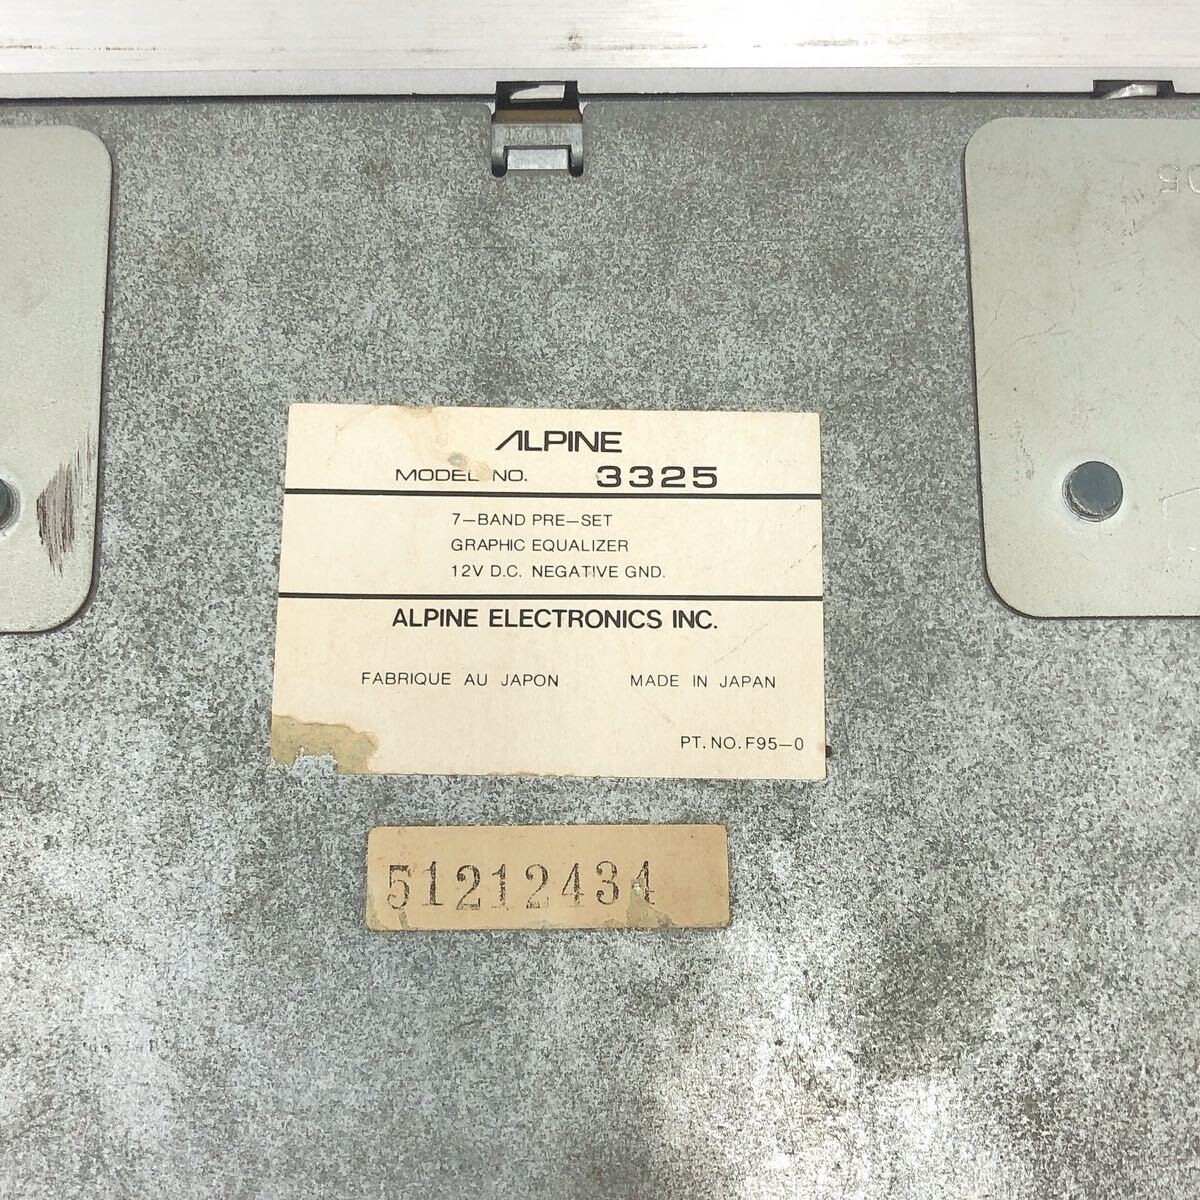 ALPINE
MODEL NO. 3325
7-BAND PRE-SET
GRAPHIC EQUALIZER
12V D.C. NEGATIVE GND.
ALPINE ELECTRONICS INC.
FABRIQUE AU JAPON MADE IN JAPAN
PT. NO. F95-0
51212434